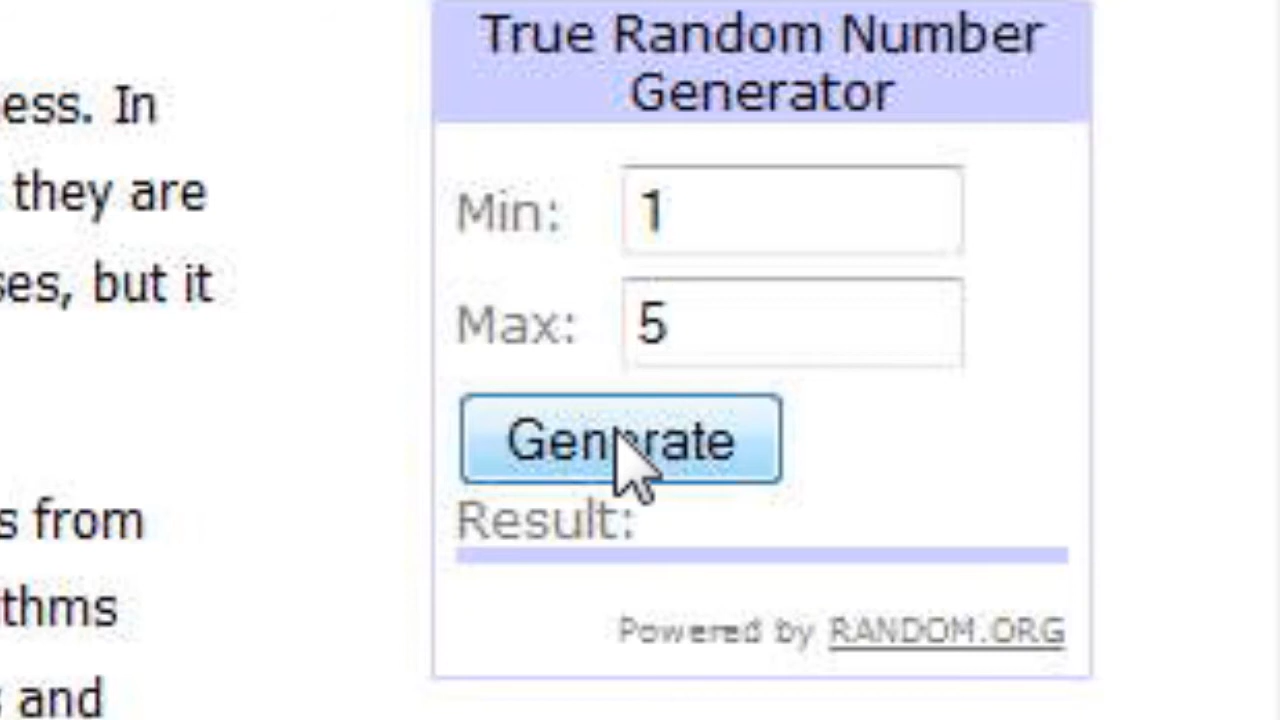 True Random Number
Generator
ess. In
they are
ses, but it
s from
thms
and
Min: 1
Max: 5
Generate
Result:
Powered by RANDOM.ORG